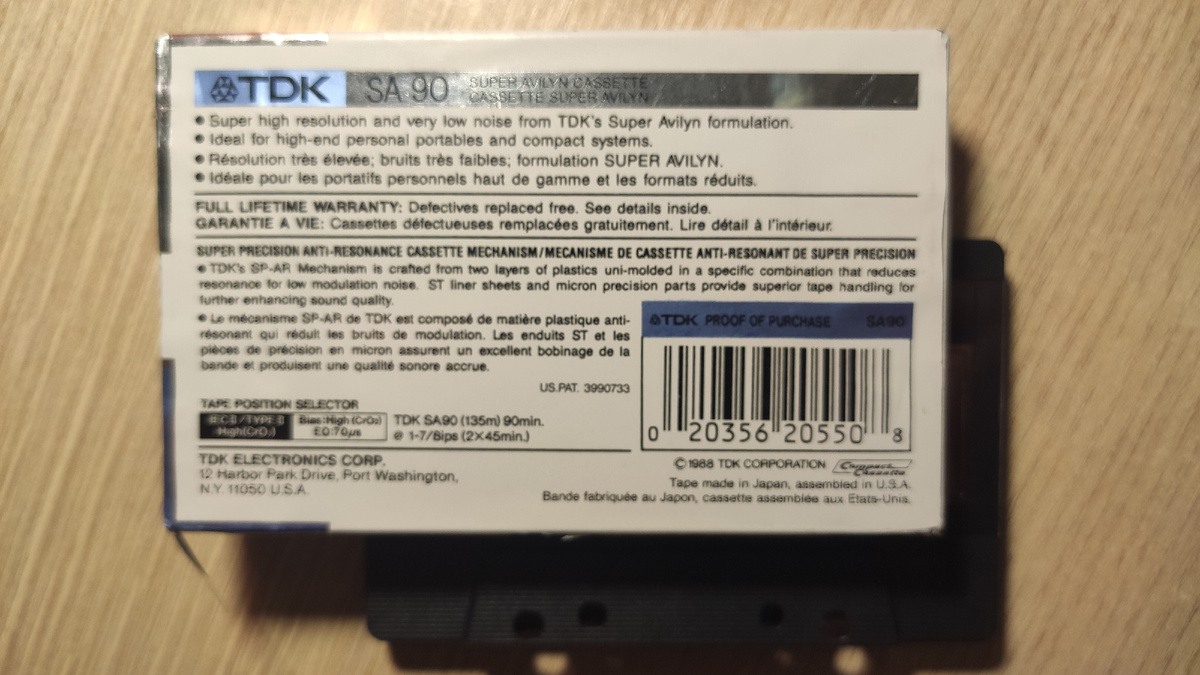 TDK SA 90 SUPER AVILYN CASSETTE
CASSETTE SUPER AVILYN
• Super high resolution and very low noise from TDK's Super Avilyn formulation.
• Ideal for high-end personal portables and compact systems.
• Résolution très élevée; bruits très faibles; formulation SUPER AVILYN.
• Idéale pour les portatifs personnels haut de gamme et les formats réduits.
FULL LIFETIME WARRANTY: Defectives replaced free. See details inside.
GARANTIE A VIE: Cassettes défectueuses remplacées gratuitement. Lire détail à l'intérieur.
SUPER PRECISION ANTI-RESONANCE CASSETTE MECHANISM/MECANISME DE CASSETTE ANTI-RESONANT DE SUPER PRECISION
• TDK's SP-AR Mechanism is crafted from two layers of plastics uni-molded in a specific combination that reduces
resonance for low modulation noise. ST liner sheets and micron precision parts provide superior tape handling for
further enhancing sound quality.
• Le mécanisme SP-AR de TDK est composé de matière plastique anti-
résonant qui réduit les bruits de modulation. Les enduits ST et les
pièces de précision en micron assurent un excellent bobinage de la
bande et produisent une qualité sonore accrue.
US.PAT. 3990733
TDK PROOF OF PURCHASE SA90
0 20356 20550 8
TAPE POSITION SELECTOR
IEC II/TYPE II
High(CrO₂)
Bias:High (CrO₂)
EQ:70µs
TDK SA90 (135m) 90min.
@ 1-7/8ips (2X45min.)
TDK ELECTRONICS CORP.
12 Harbor Park Drive, Port Washington,
N.Y. 11050 U.S.A.
©1988 TDK CORPORATION Compact Cassette
Tape made in Japan, assembled in U.S.A.
Bande fabriquée au Japon, cassette assemblée aux Etats-Unis.